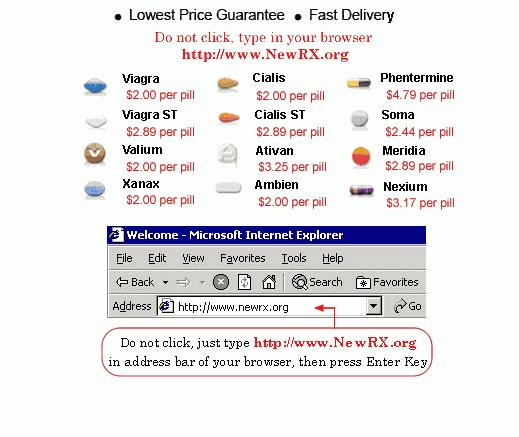 ● Lowest Price Guarantee ● Fast Delivery
Do not click, type in your browser
http://www.NewRX.org
Viagra Cialis Phentermine
$2.00 per pill $2.00 per pill $4.79 per pill
Viagra ST Cialis ST Soma
$2.89 per pill $2.89 per pill $2.44 per pill
Valium Ativan Meridia
$2.00 per pill $3.25 per pill $2.89 per pill
Xanax Ambien Nexium
$2.00 per pill $2.00 per pill $3.17 per pill
Welcome - Microsoft Internet Explorer
File Edit View Favorites Tools Help
Back Search Favorites
Address http://www.newrx.org Go
Do not click, just type http://www.NewRX.org
in address bar of your browser, then press Enter Key